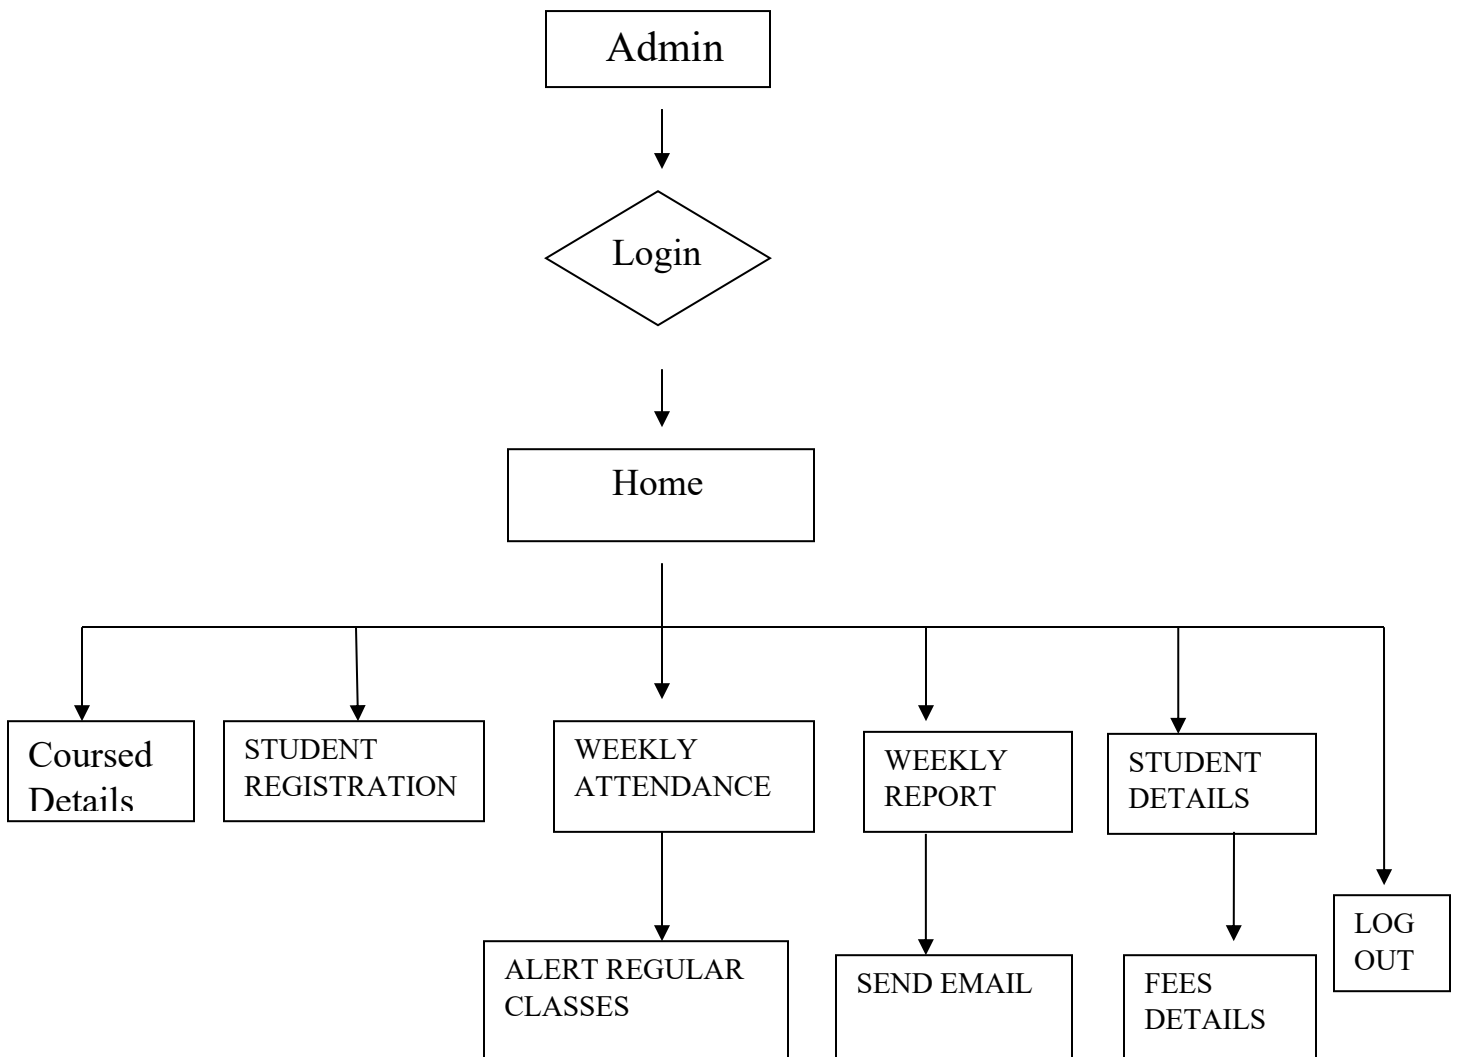 Admin
Login
Home
Coursed
Details
STUDENT
REGISTRATION
WEEKLY
ATTENDANCE
WEEKLY
REPORT
STUDENT
DETAILS
LOG
OUT
ALERT REGULAR
CLASSES
SEND EMAIL
FEES
DETAILS